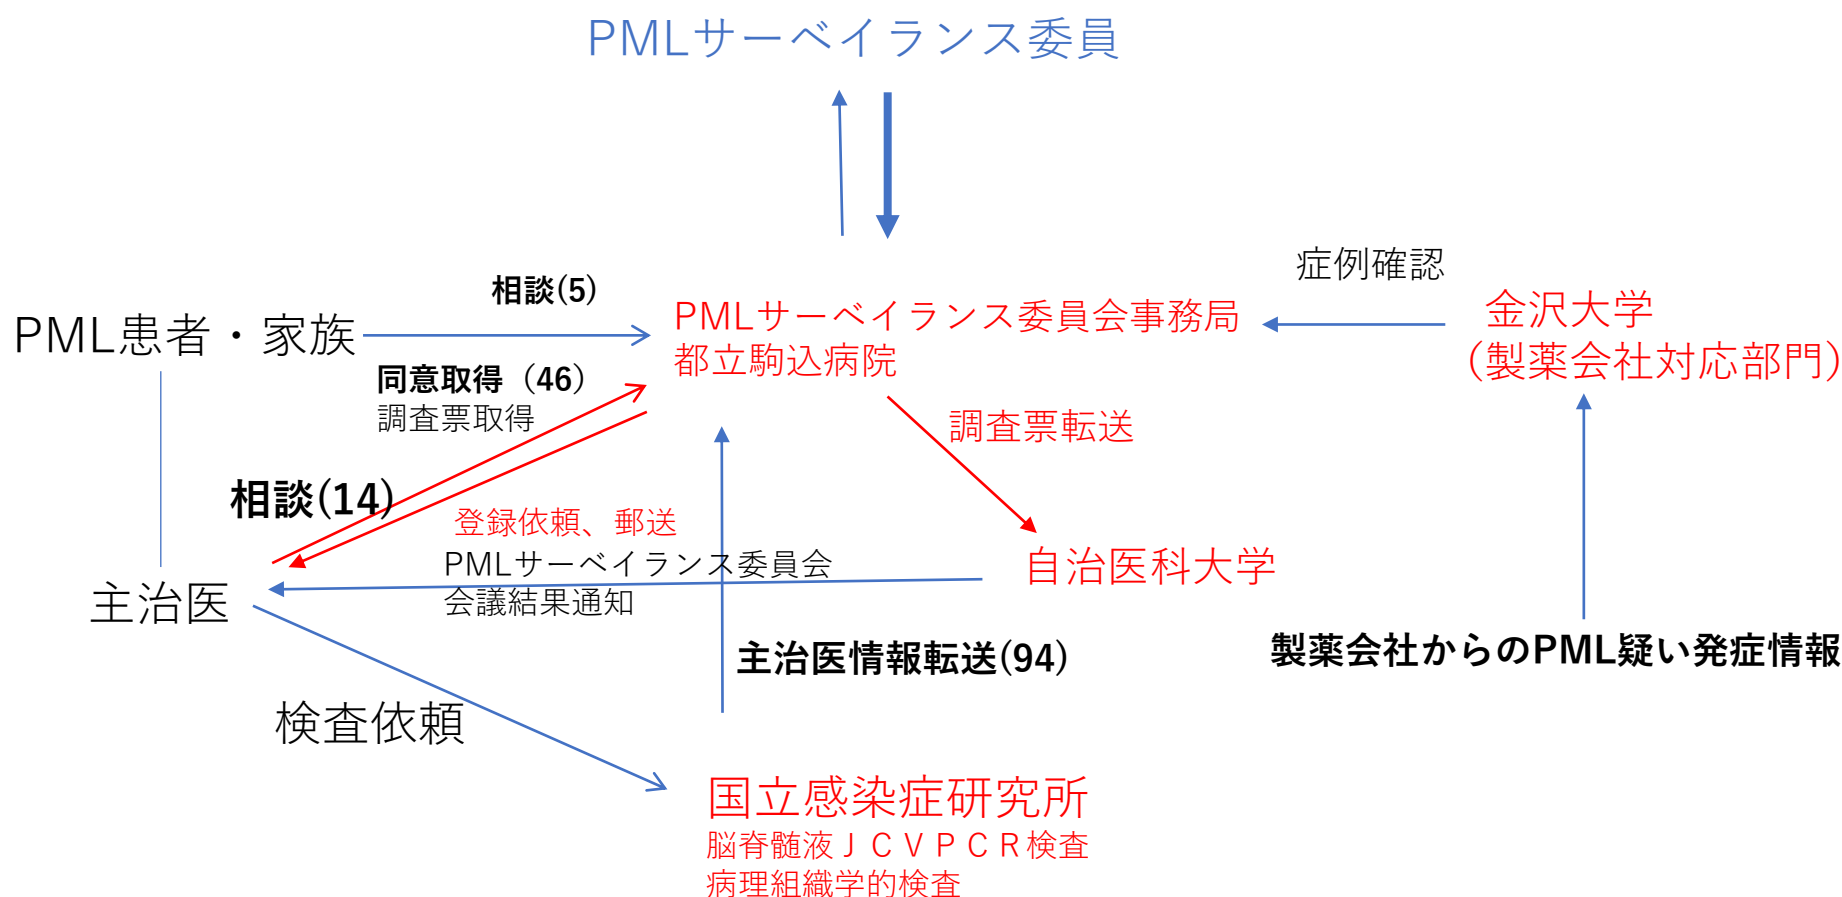 PMLサーベイランス委員
症例確認
相談(5)
PMLサーベイランス委員会事務局
都立駒込病院
金沢大学
(製薬会社対応部門)
PML患者・家族
同意取得（46）
調査票取得
調査票転送
相談(14)
登録依頼、郵送
PMLサーベイランス委員会
会議結果通知
自治医科大学
主治医
主治医情報転送(94)
製薬会社からのPML疑い発症情報
検査依頼
国立感染症研究所
脳脊髄液ＪＣＶＰＣＲ検査
病理組織学的検査